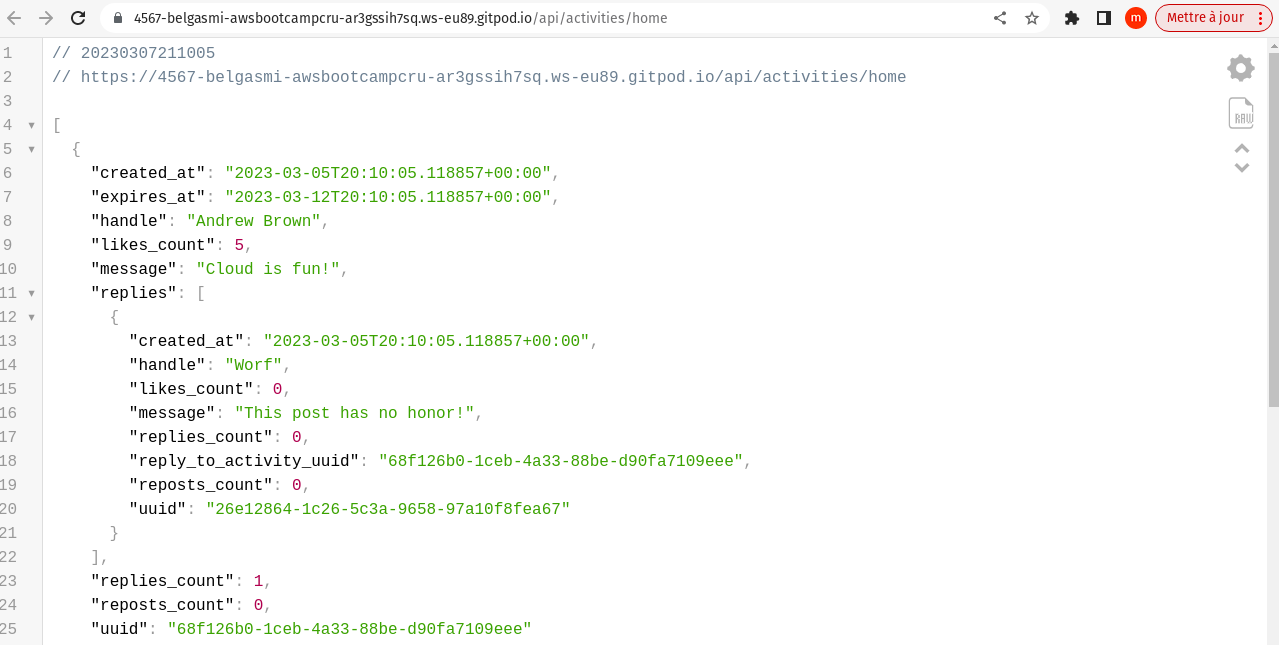 4567-belgasmi-awsbootcampcru-ar3gssih7sq.ws-eu89.gitpod.io/api/activities/home
m
Mettre à jour
1 // 20230307211005
2 // https://4567-belgasmi-awsbootcampcru-ar3gssih7sq.ws-eu89.gitpod.io/api/activities/home
3
4 [
5 {
6 "created_at": "2023-03-05T20:10:05.118857+00:00",
7 "expires_at": "2023-03-12T20:10:05.118857+00:00",
8 "handle": "Andrew Brown",
9 "likes_count": 5,
10 "message": "Cloud is fun!",
11 "replies": [
12 {
13 "created_at": "2023-03-05T20:10:05.118857+00:00",
14 "handle": "Worf",
15 "likes_count": 0,
16 "message": "This post has no honor!",
17 "replies_count": 0,
18 "reply_to_activity_uuid": "68f126b0-1ceb-4a33-88be-d90fa7109eee",
19 "reposts_count": 0,
20 "uuid": "26e12864-1c26-5c3a-9658-97a10f8fea67"
21 }
22 ],
23 "replies_count": 1,
24 "reposts_count": 0,
25 "uuid": "68f126b0-1ceb-4a33-88be-d90fa7109eee"
RAW